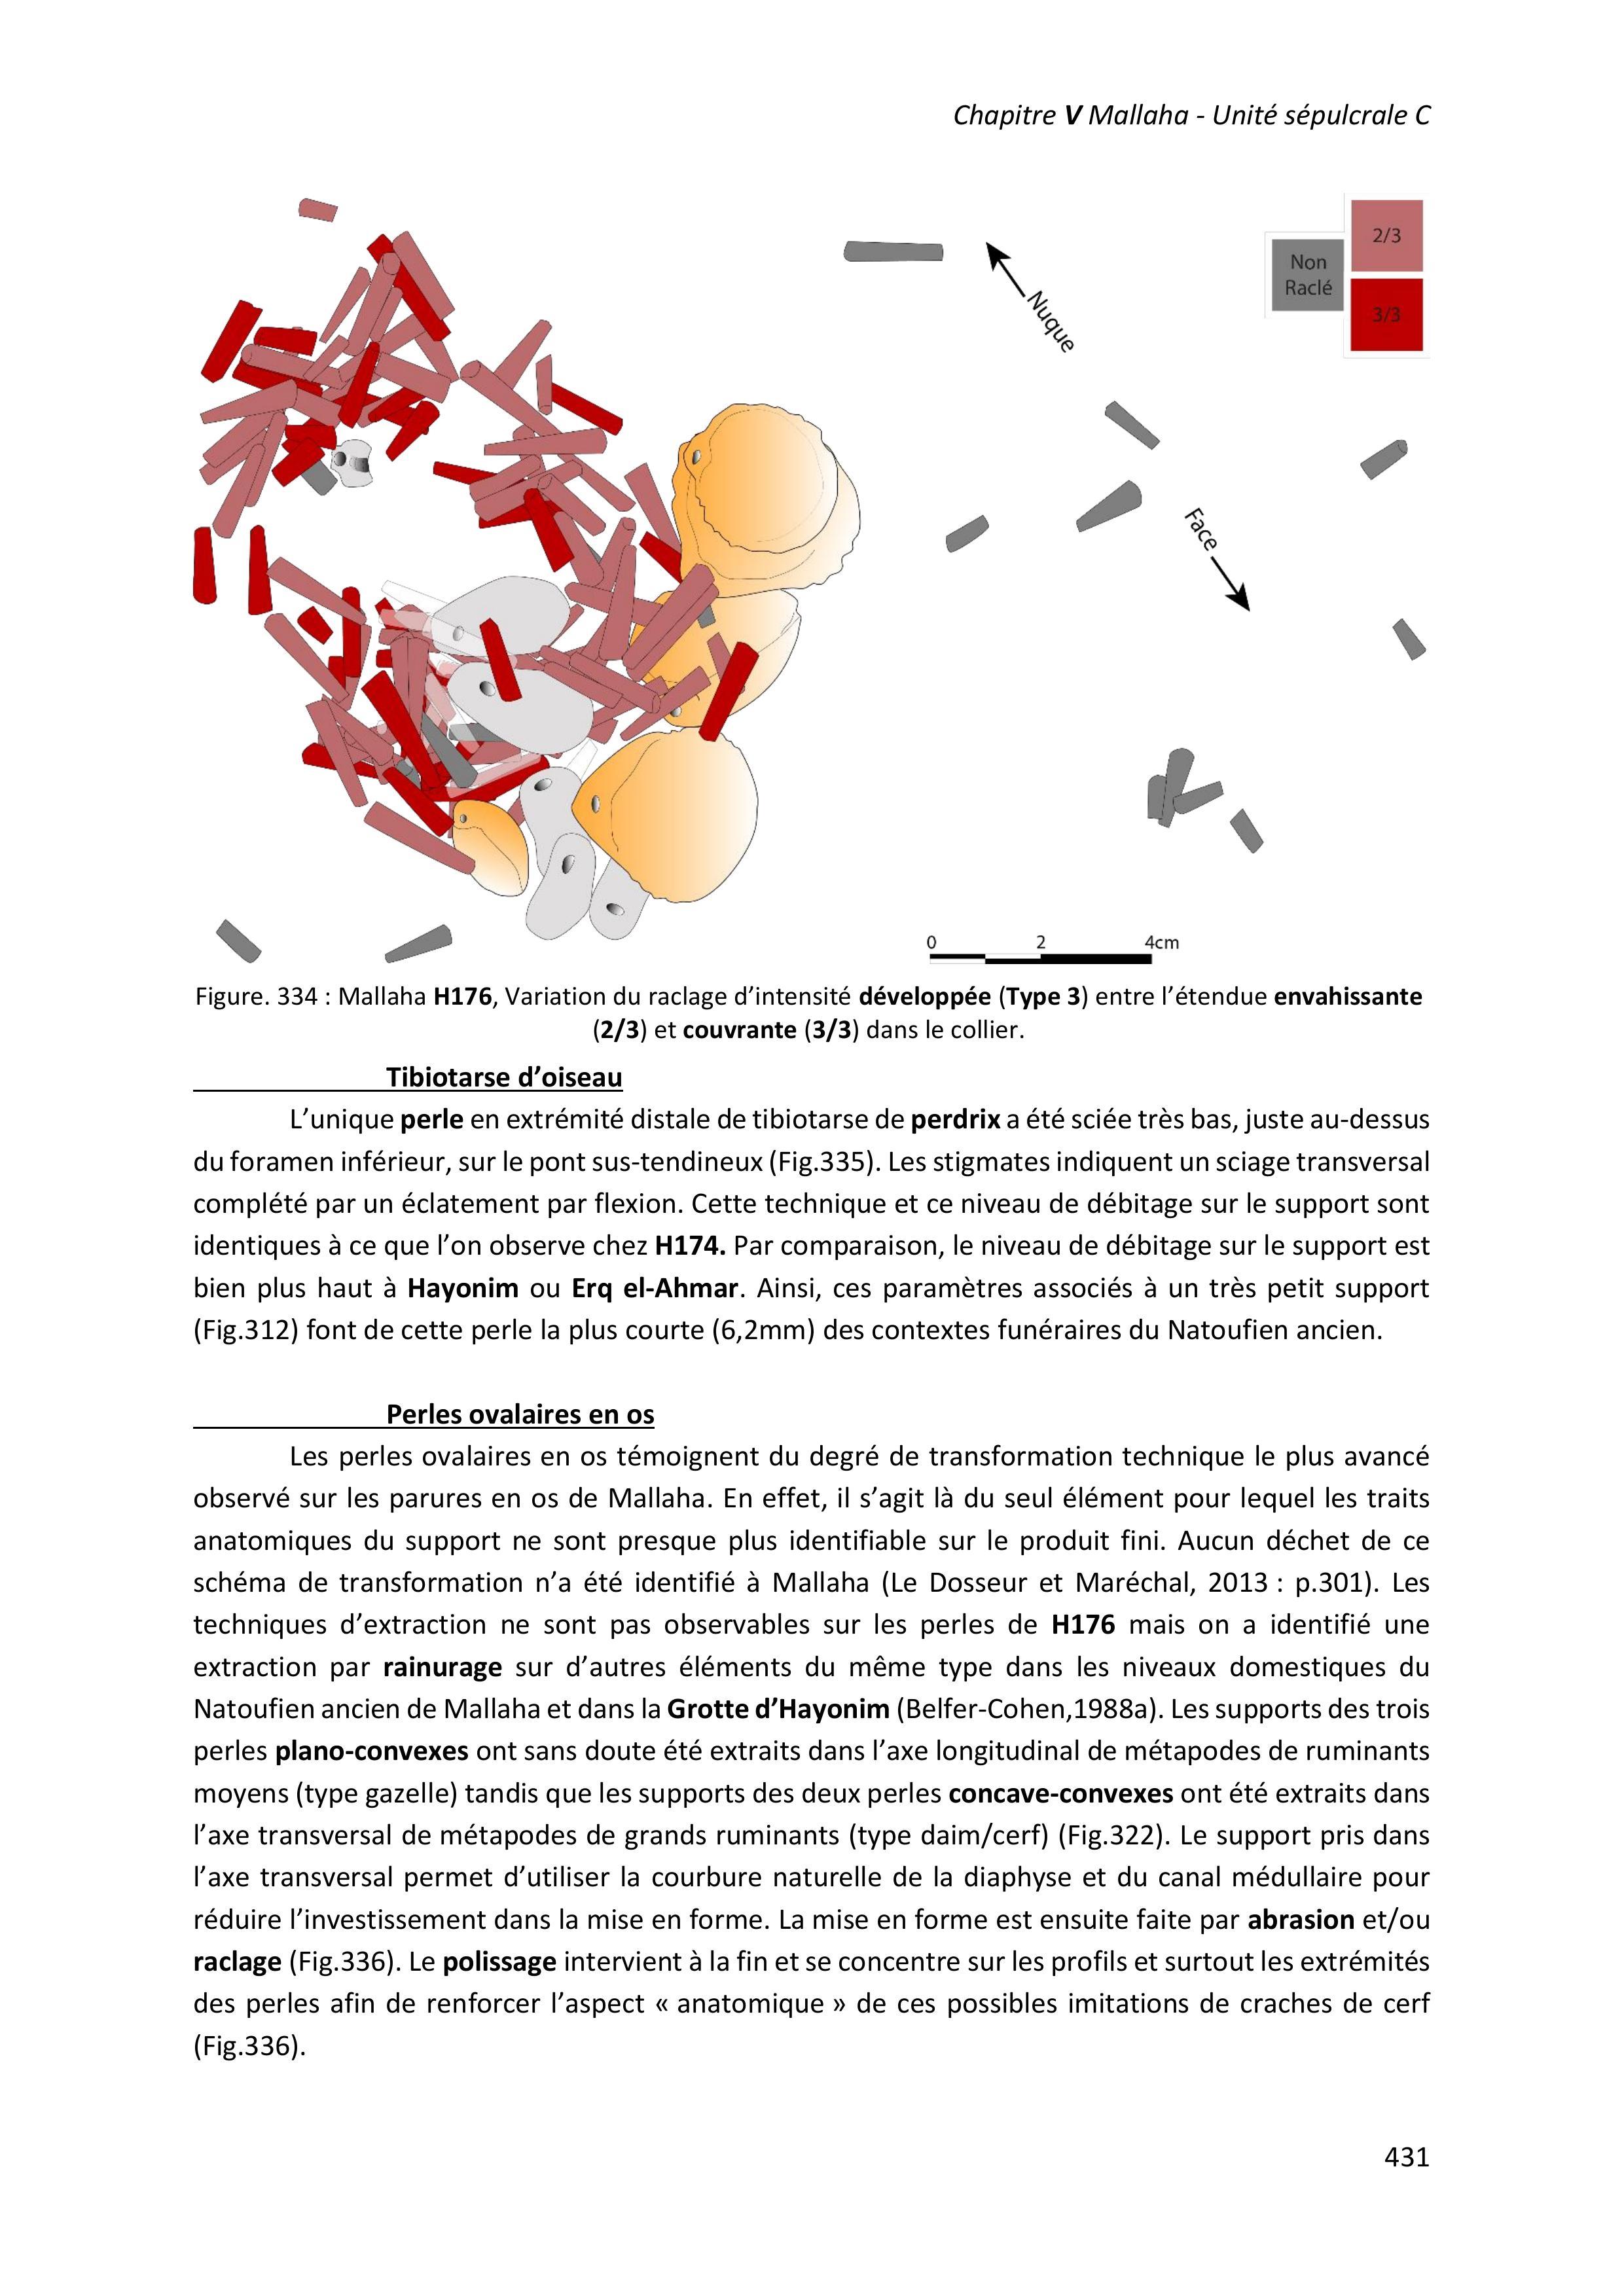 Chapitre V Mallaha - Unité sépulcrale C
2/3
Non
Raclé
3/3
Nuque
Face
0 2 4cm
Figure. 334 : Mallaha H176, Variation du raclage d’intensité développée (Type 3) entre l’étendue envahissante
(2/3) et couvrante (3/3) dans le collier.
Tibiotarse d’oiseau
L’unique perle en extrémité distale de tibiotarse de perdrix a été sciée très bas, juste au-dessus
du foramen inférieur, sur le pont sus-tendineux (Fig.335). Les stigmates indiquent un sciage transversal
complété par un éclatement par flexion. Cette technique et ce niveau de débitage sur le support sont
identiques à ce que l’on observe chez H174. Par comparaison, le niveau de débitage sur le support est
bien plus haut à Hayonim ou Erq el-Ahmar. Ainsi, ces paramètres associés à un très petit support
(Fig.312) font de cette perle la plus courte (6,2mm) des contextes funéraires du Natoufien ancien.
Perles ovalaires en os
Les perles ovalaires en os témoignent du degré de transformation technique le plus avancé
observé sur les parures en os de Mallaha. En effet, il s’agit là du seul élément pour lequel les traits
anatomiques du support ne sont presque plus identifiable sur le produit fini. Aucun déchet de ce
schéma de transformation n’a été identifié à Mallaha (Le Dosseur et Maréchal, 2013 : p.301). Les
techniques d’extraction ne sont pas observables sur les perles de H176 mais on a identifié une
extraction par rainurage sur d’autres éléments du même type dans les niveaux domestiques du
Natoufien ancien de Mallaha et dans la Grotte d’Hayonim (Belfer-Cohen,1988a). Les supports des trois
perles plano-convexes ont sans doute été extraits dans l’axe longitudinal de métapodes de ruminants
moyens (type gazelle) tandis que les supports des deux perles concave-convexes ont été extraits dans
l’axe transversal de métapodes de grands ruminants (type daim/cerf) (Fig.322). Le support pris dans
l’axe transversal permet d’utiliser la courbure naturelle de la diaphyse et du canal médullaire pour
réduire l’investissement dans la mise en forme. La mise en forme est ensuite faite par abrasion et/ou
raclage (Fig.336). Le polissage intervient à la fin et se concentre sur les profils et surtout les extrémités
des perles afin de renforcer l’aspect « anatomique » de ces possibles imitations de craches de cerf
(Fig.336).
431